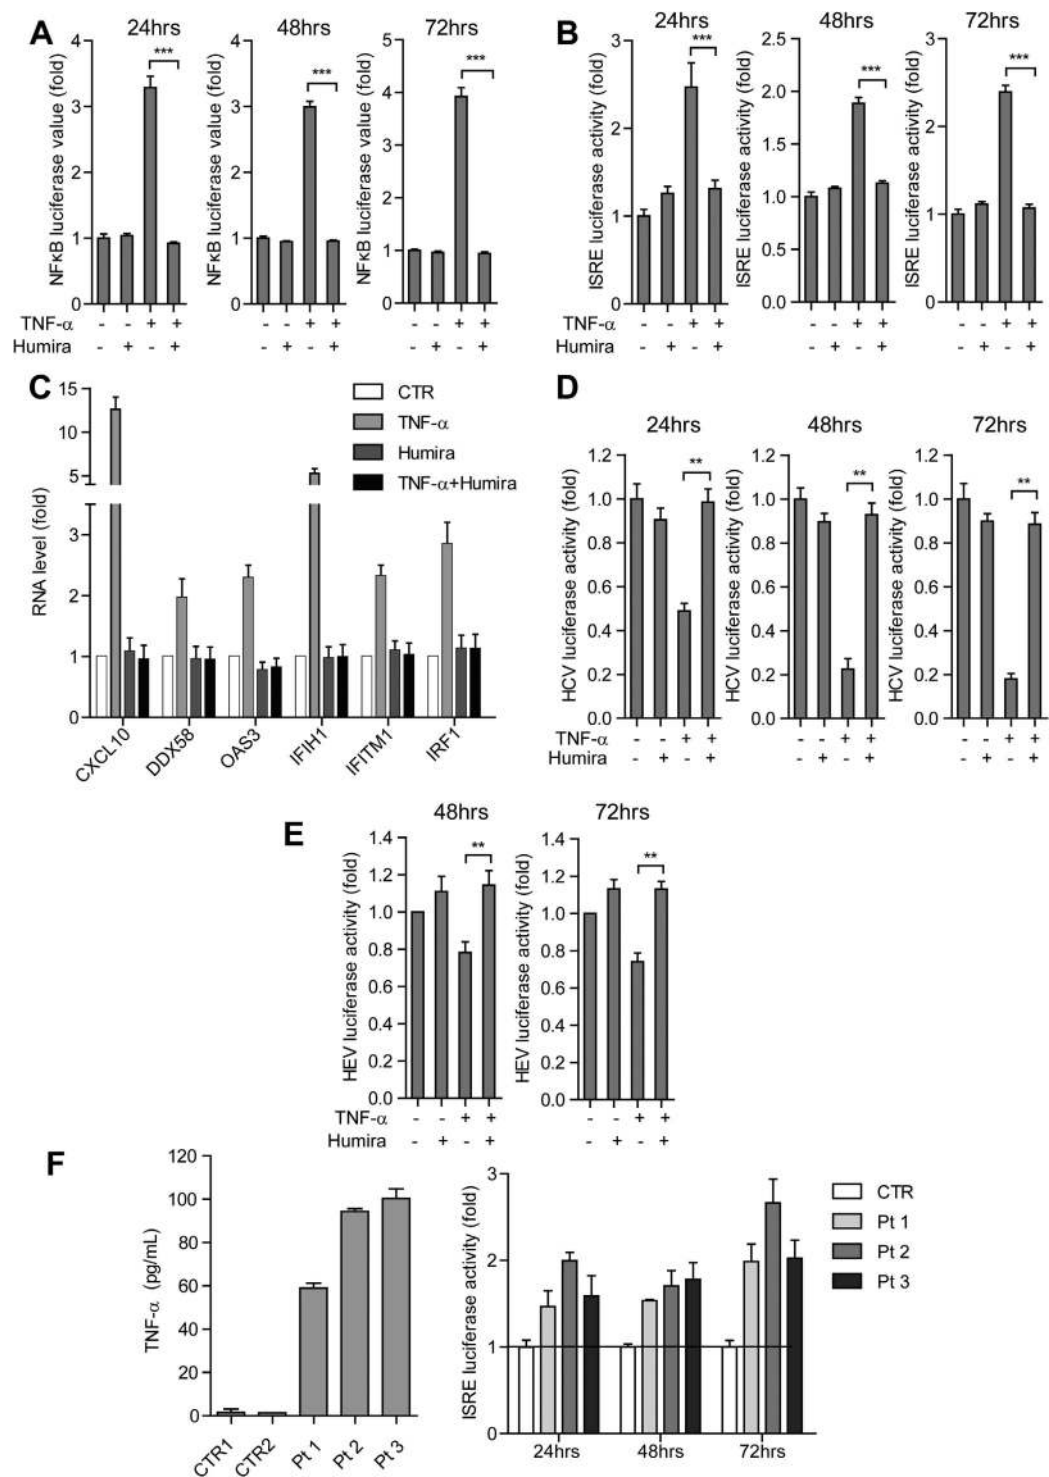 A
24hrs
48hrs
72hrs
***
***
***
NFκB luciferase value (fold)
4
3
2
1
0
NFκB luciferase value (fold)
4
3
2
1
0
NFκB luciferase value (fold)
5
4
3
2
1
0
TNF-α - - + + - - + + - - + +
Humira - + - + - + - + - + - +
B
24hrs
48hrs
72hrs
***
***
***
ISRE luciferase activity (fold)
3
2
1
0
ISRE luciferase activity (fold)
2.5
2.0
1.5
1.0
0.5
0.0
ISRE luciferase activity (fold)
3
2
1
0
TNF-α - - + + - - + + - - + +
Humira - + - + - + - + - + - +
C
RNA level (fold)
15
10
5
3
2
1
0
CTR
TNF-α
Humira
TNF-α+Humira
CXCL10
DDX58
OAS3
IFIH1
IFITM1
IRF1
D
24hrs
48hrs
72hrs
**
**
**
HCV luciferase activity (fold)
1.2
1.0
0.8
0.6
0.4
0.2
0.0
HCV luciferase activity (fold)
1.2
1.0
0.8
0.6
0.4
0.2
0.0
HCV luciferase activity (fold)
1.2
1.0
0.8
0.6
0.4
0.2
0.0
TNF-α - - + + - - + + - - + +
Humira - + - + - + - + - + - +
E
48hrs
72hrs
**
**
HEV luciferase activity (fold)
1.4
1.2
1.0
0.8
0.6
0.4
0.2
0.0
HEV luciferase activity (fold)
1.4
1.2
1.0
0.8
0.6
0.4
0.2
0.0
TNF-α - - + + - - + +
Humira - + - + - + - +
F
TNF-α (pg/mL)
120
100
80
60
40
20
0
CTR1
CTR2
Pt 1
Pt 2
Pt 3
ISRE luciferase activity (fold)
3
2
1
0
24hrs
48hrs
72hrs
CTR
Pt 1
Pt 2
Pt 3